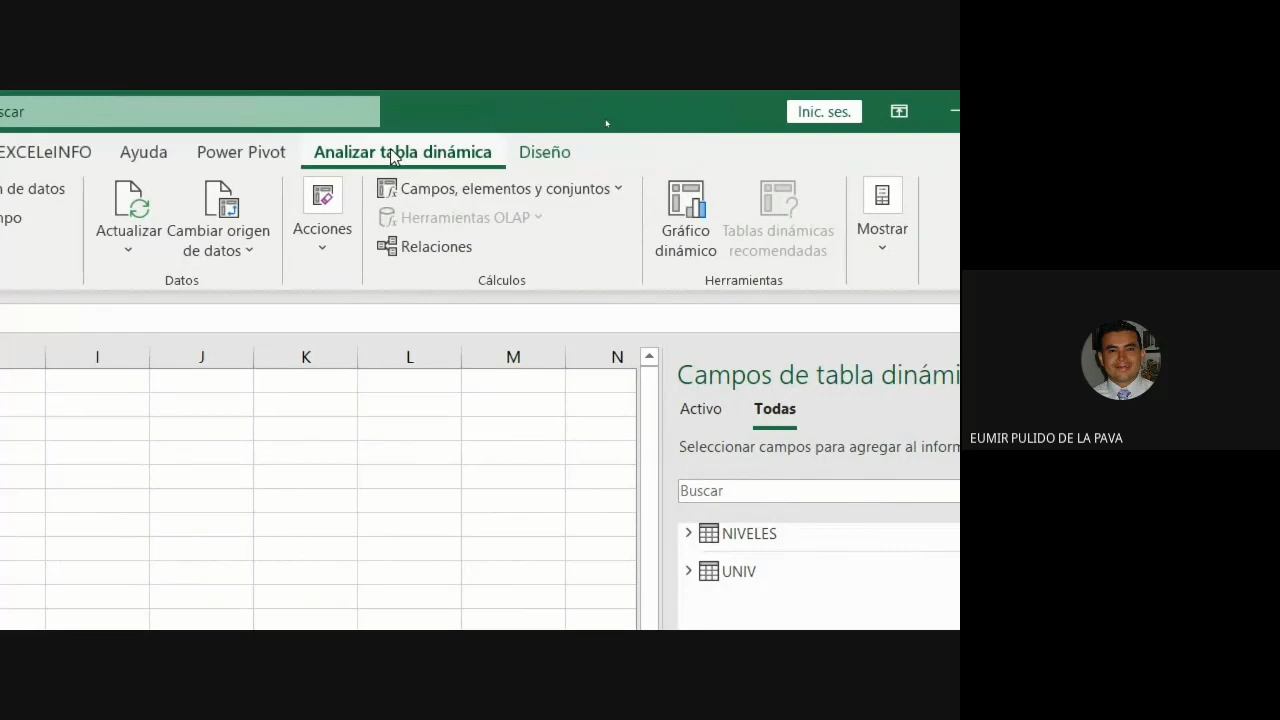 scar
Inic. ses.
EXCELeINFO Ayuda Power Pivot Analizar tabla dinámica Diseño
n de datos
mpo
Actualizar
Cambiar origen
de datos
Datos
Acciones
Campos, elementos y conjuntos
Herramientas OLAP
Relaciones
Cálculos
Gráfico
dinámico
Tablas dinámicas
recomendadas
Herramientas
Mostrar
I J K L M N
Campos de tabla dinámi
Activo Todas
Seleccionar campos para agregar al inform
Buscar
NIVELES
UNIV
EUMIR PULIDO DE LA PAVA